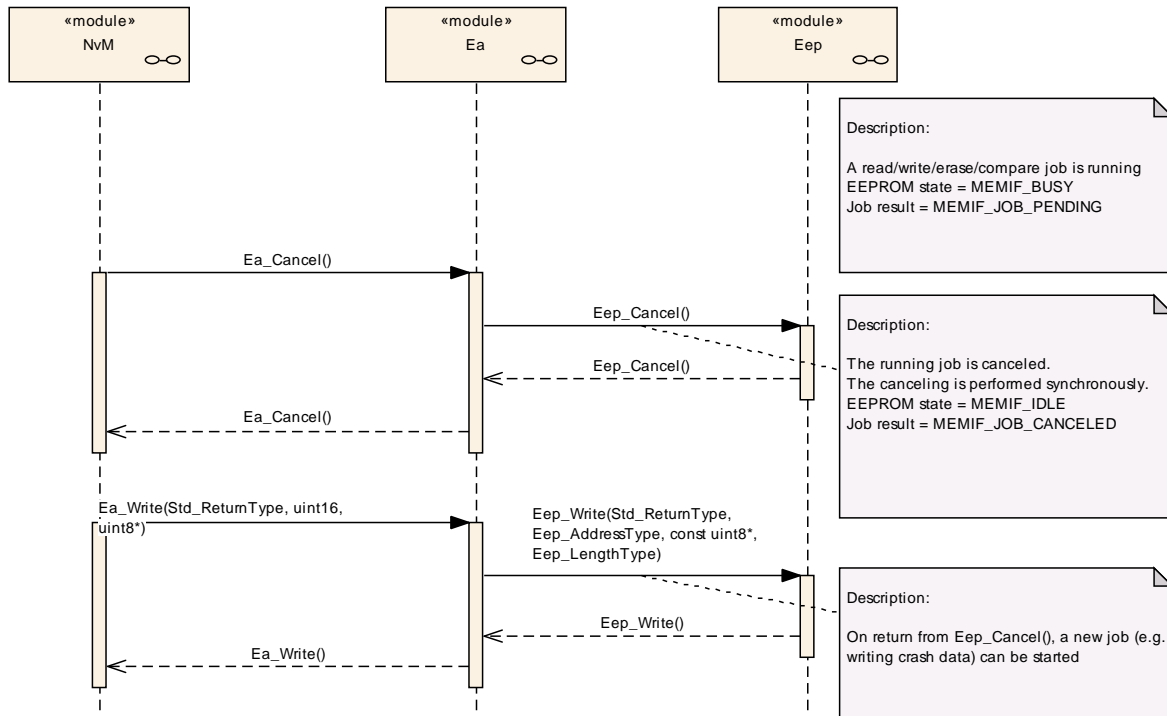 «module»
NvM
«module»
Ea
«module»
Eep
Description:
A read/write/erase/compare job is running
EEPROM state = MEMIF_BUSY
Job result = MEMIF_JOB_PENDING
Ea_Cancel()
Eep_Cancel()
Description:
The running job is canceled.
The canceling is performed synchronously.
EEPROM state = MEMIF_IDLE
Job result = MEMIF_JOB_CANCELED
Eep_Cancel()
Ea_Cancel()
Ea_Write(Std_ReturnType, uint16,
uint8*)
Eep_Write(Std_ReturnType,
Eep_AddressType, const uint8*,
Eep_LengthType)
Description:
On return from Eep_Cancel(), a new job (e.g.
writing crash data) can be started
Eep_Write()
Ea_Write()